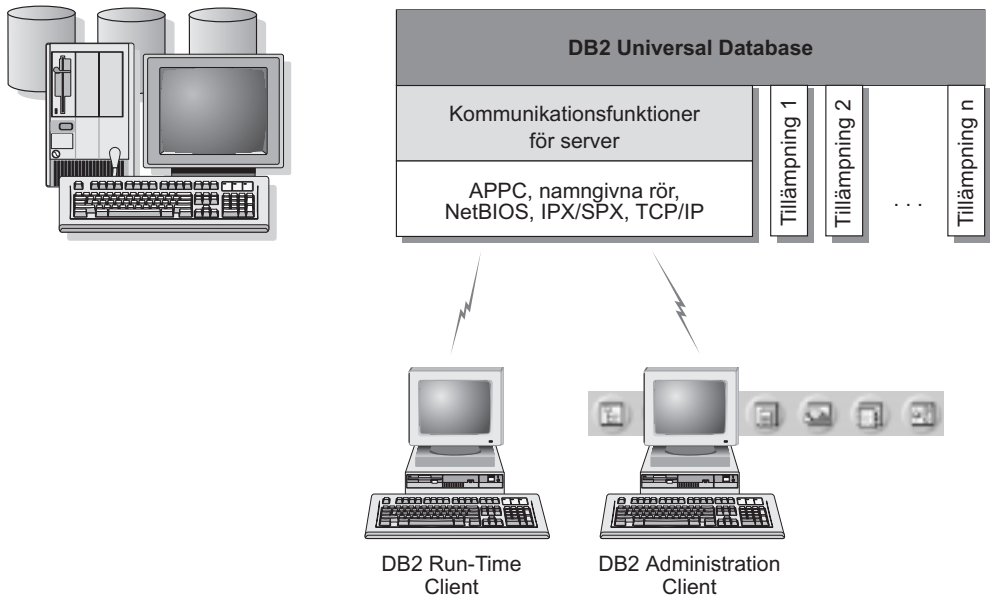 DB2 Universal Database
Kommunikationsfunktioner
för server
APPC, namngivna rör,
NetBIOS, IPX/SPX, TCP/IP
Tillämpning 1
Tillämpning 2
. . .
Tillämpning n
DB2 Run-Time
Client
DB2 Administration
Client